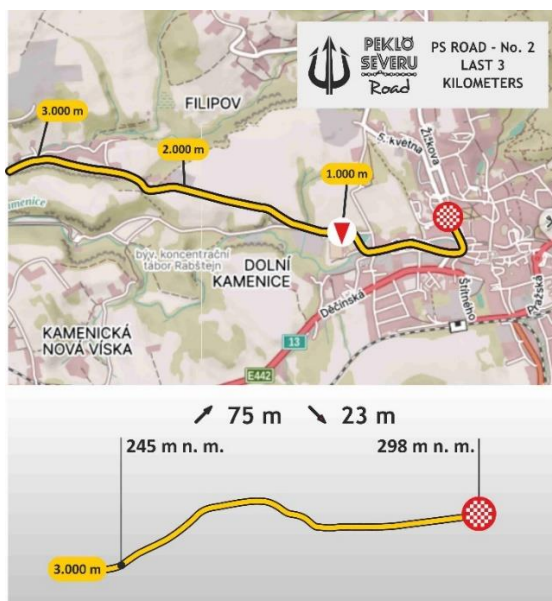 PEKLO
SEVERU
Road
PS ROAD - No. 2
LAST 3
KILOMETERS
3.000 m
FILIPOV
2.000 m
5. května
Žižkova
1.000 m
Kamenice
býv. koncentrační
tábor Rabštejn
DOLNÍ
KAMENICE
KAMENICKÁ
NOVÁ VÍSKA
Děčínská
Štítného
Pražská
13
E442
75 m 23 m
245 m n. m. 298 m n. m.
3.000 m